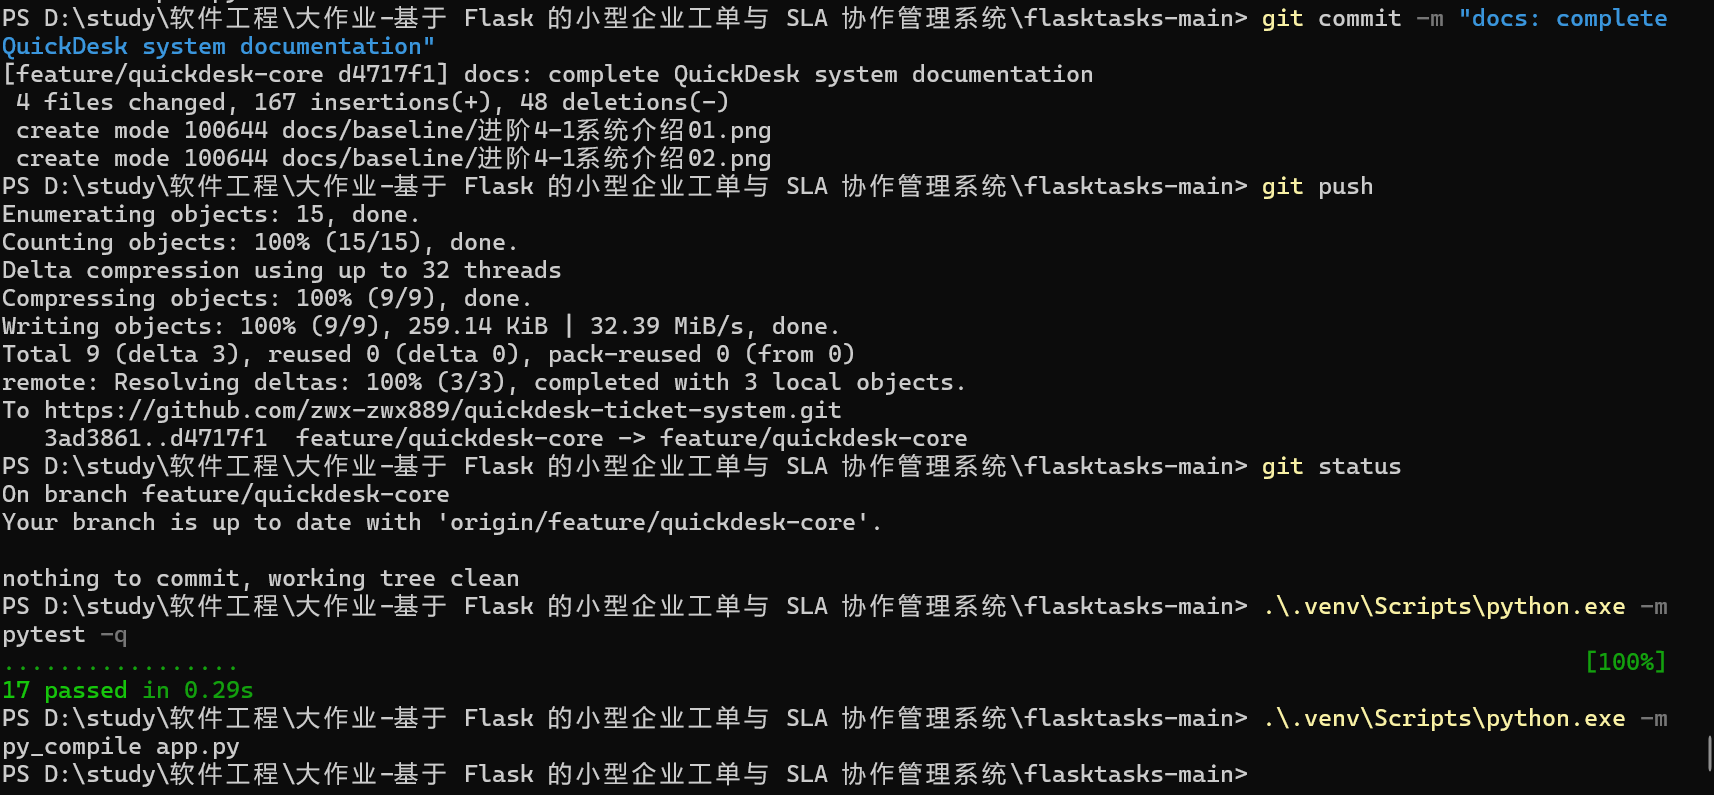 PS D:\study\软件工程\大作业-基于 Flask 的小型企业工单与 SLA 协作管理系统\flasktasks-main> git commit -m "docs: complete
QuickDesk system documentation"
[feature/quickdesk-core d4717f1] docs: complete QuickDesk system documentation
 4 files changed, 167 insertions(+), 48 deletions(-)
 create mode 100644 docs/baseline/进阶4-1系统介绍01.png
 create mode 100644 docs/baseline/进阶4-1系统介绍02.png
PS D:\study\软件工程\大作业-基于 Flask 的小型企业工单与 SLA 协作管理系统\flasktasks-main> git push
Enumerating objects: 15, done.
Counting objects: 100% (15/15), done.
Delta compression using up to 32 threads
Compressing objects: 100% (9/9), done.
Writing objects: 100% (9/9), 259.14 KiB | 32.39 MiB/s, done.
Total 9 (delta 3), reused 0 (delta 0), pack-reused 0 (from 0)
remote: Resolving deltas: 100% (3/3), completed with 3 local objects.
To https://github.com/zwx-zwx889/quickdesk-ticket-system.git
   3ad3861..d4717f1  feature/quickdesk-core -> feature/quickdesk-core
PS D:\study\软件工程\大作业-基于 Flask 的小型企业工单与 SLA 协作管理系统\flasktasks-main> git status
On branch feature/quickdesk-core
Your branch is up to date with 'origin/feature/quickdesk-core'.
nothing to commit, working tree clean
PS D:\study\软件工程\大作业-基于 Flask 的小型企业工单与 SLA 协作管理系统\flasktasks-main> .\.venv\Scripts\python.exe -m
pytest -q
................. [100%]
17 passed in 0.29s
PS D:\study\软件工程\大作业-基于 Flask 的小型企业工单与 SLA 协作管理系统\flasktasks-main> .\.venv\Scripts\python.exe -m
py_compile app.py
PS D:\study\软件工程\大作业-基于 Flask 的小型企业工单与 SLA 协作管理系统\flasktasks-main>